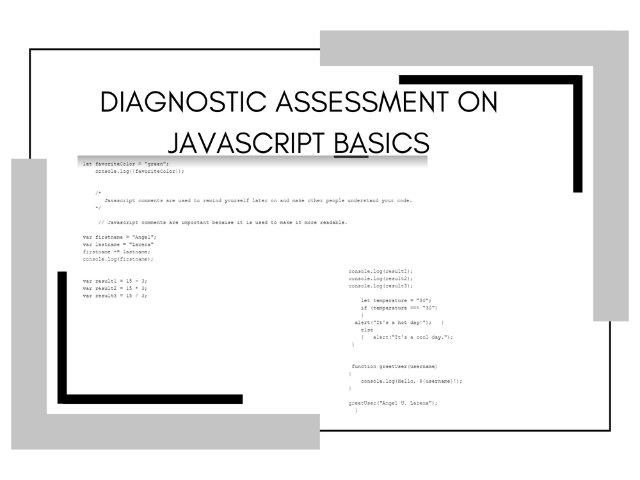 DIAGNOSTIC ASSESSMENT ON
JAVASCRIPT BASICS
let favoriteColor = "green";
console.log((favoriteColor));
/*
Javascript comments are used to remind yourself later on and make other people understand your code.
*/
// Javascript comments are important because it is used to make it more readable.
var firstname = "Angel";
var lastname = "Larena"
firstname += lastname;
console.log(firstname);
var result1 = 15 - 3;
var result2 = 15 * 3;
var result3 = 15 / 3;
console.log(result1);
console.log(result2);
console.log(result3);
let temperature = "30";
if (temperature === "30")
{
alert("It's a hot day!"); }
else
{ alert("It's a cool day.");
}
function greetUser(username)
{
console.log(Hello, ${username}!);
}
greetUser("Angel U. Larena");
}